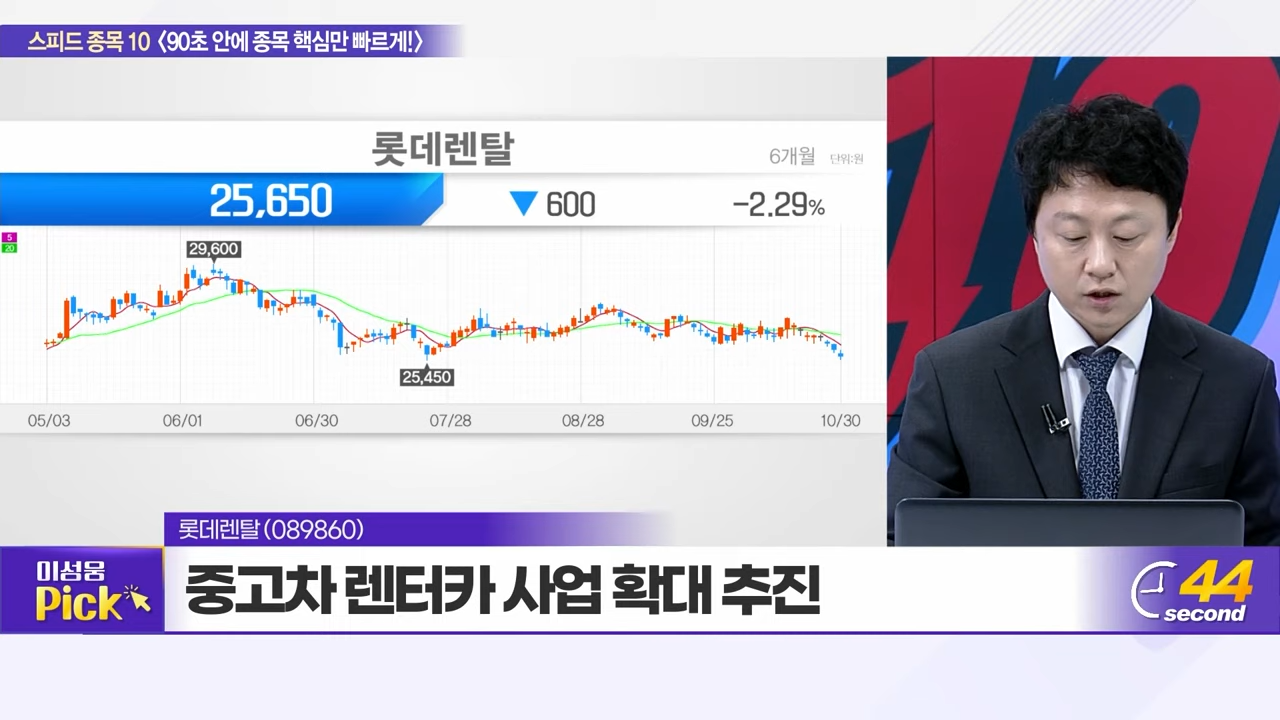 스피드 종목 10 〈90초 안에 종목 핵심만 빠르게!〉
롯데렌탈
6개월 단위:원
25,650 ▼ 600 -2.29%
5
20
29,600
25,450
05/03 06/01 06/30 07/28 08/28 09/25 10/30
롯데렌탈(089860)
이섬뭉
Pick
중고차 렌터카 사업 확대 추진
44
second
10